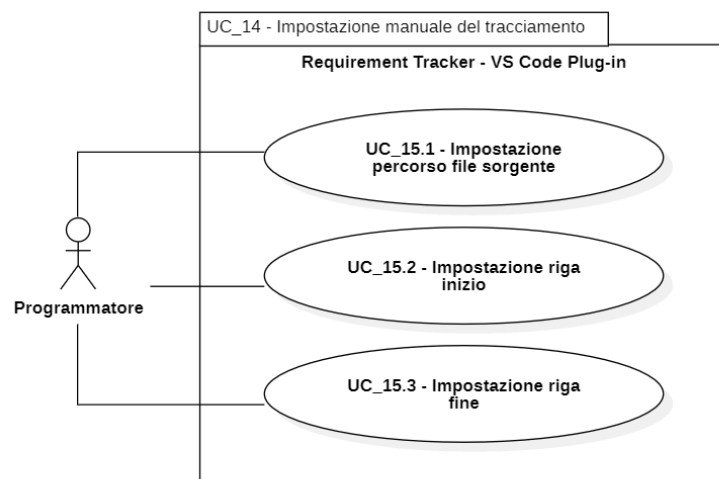 UC_14 - Impostazione manuale del tracciamento
Requirement Tracker - VS Code Plug-in
UC_15.1 - Impostazione
percorso file sorgente
UC_15.2 - Impostazione riga
inizio
Programmatore
UC_15.3 - Impostazione riga
fine